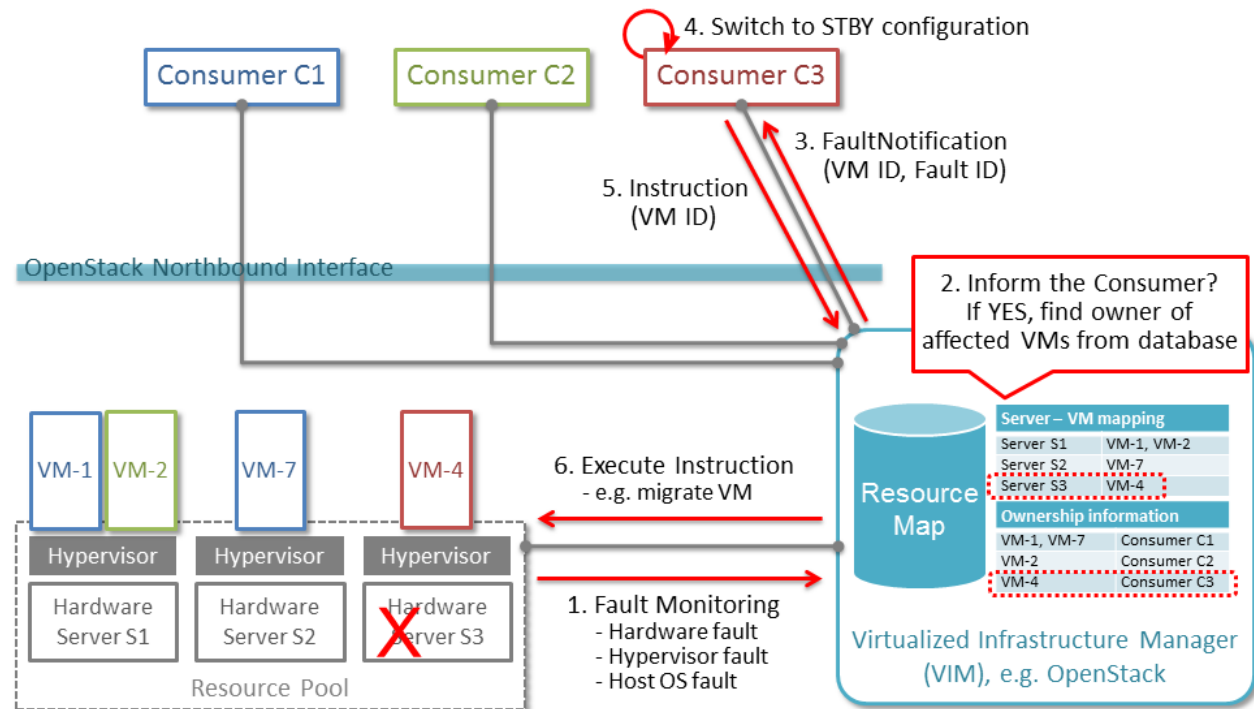 4. Switch to STBY configuration
Consumer C1
Consumer C2
Consumer C3
3. FaultNotification
(VM ID, Fault ID)
5. Instruction
(VM ID)
OpenStack Northbound Interface
2. Inform the Consumer?
If YES, find owner of
affected VMs from database
Server – VM mapping
Server S1 VM-1, VM-2
Server S2 VM-7
Server S3 VM-4
Ownership information
VM-1, VM-7 Consumer C1
VM-2 Consumer C2
VM-4 Consumer C3
Resource
Map
Virtualized Infrastructure Manager
(VIM), e.g. OpenStack
VM-1
VM-2
VM-7
VM-4
6. Execute Instruction
- e.g. migrate VM
Hypervisor
Hypervisor
Hypervisor
Hardware
Server S1
Hardware
Server S2
Hardware
Server S3
X
Resource Pool
1. Fault Monitoring
- Hardware fault
- Hypervisor fault
- Host OS fault